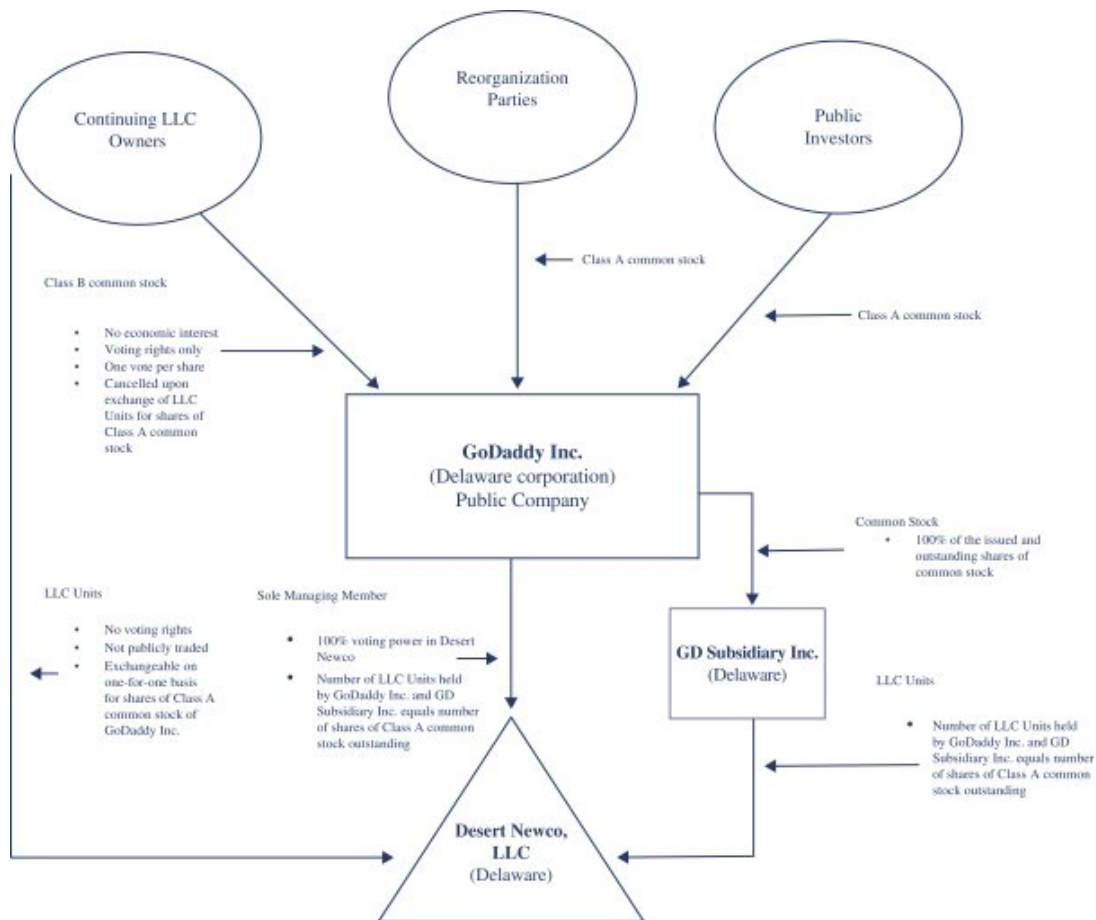 Continuing LLC
Owners
Reorganization
Parties
Public
Investors
Class A common stock
Class A common stock
Class B common stock
• No economic interest
• Voting rights only
• One vote per share
• Cancelled upon
exchange of LLC
Units for shares of
Class A common
stock
GoDaddy Inc.
(Delaware corporation)
Public Company
Common Stock
• 100% of the issued and
outstanding shares of
common stock
LLC Units
• No voting rights
• Not publicly traded
• Exchangeable on
one-for-one basis
for shares of Class A
common stock of
GoDaddy Inc.
Sole Managing Member
• 100% voting power in Desert
Newco
• Number of LLC Units held
by GoDaddy Inc. and GD
Subsidiary Inc. equals number
of shares of Class A common
stock outstanding
GD Subsidiary Inc.
(Delaware)
LLC Units
• Number of LLC Units held
by GoDaddy Inc. and GD
Subsidiary Inc. equals number
of shares of Class A common
stock outstanding
Desert Newco,
LLC
(Delaware)